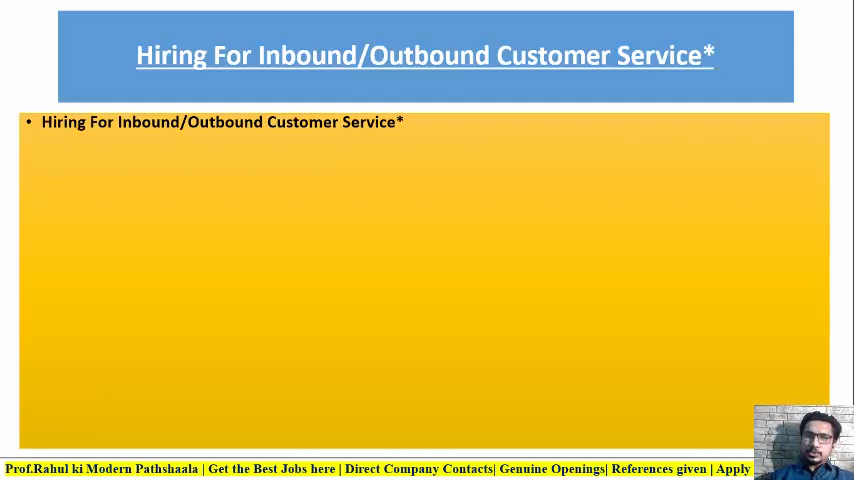 Hiring For Inbound/Outbound Customer Service*
• Hiring For Inbound/Outbound Customer Service*
Prof.Rahul ki Modern Pathshaala | Get the Best Jobs here | Direct Company Contacts| Genuine Openings| References given | Apply